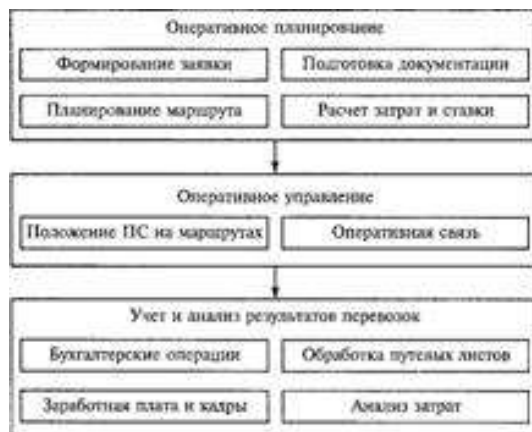 Оперативное планирование
Формирование заявки
Подготовка документации
Планирование маршрута
Расчет затрат и ставки
Оперативное управление
Положение ПС на маршрутах
Оперативная связь
Учет и анализ результатов перевозок
Бухгалтерские операции
Обработка путевых листов
Заработная плата и кадры
Анализ затрат